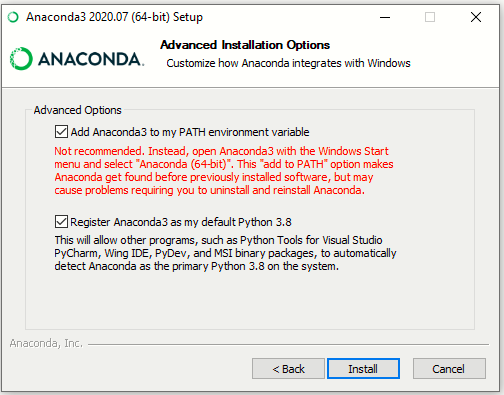 Anaconda3 2020.07 (64-bit) Setup
ANACONDA.
Advanced Installation Options
Customize how Anaconda integrates with Windows
Advanced Options
Add Anaconda3 to my PATH environment variable
Not recommended. Instead, open Anaconda3 with the Windows Start
menu and select "Anaconda (64-bit)". This "add to PATH" option makes
Anaconda get found before previously installed software, but may
cause problems requiring you to uninstall and reinstall Anaconda.
Register Anaconda3 as my default Python 3.8
This will allow other programs, such as Python Tools for Visual Studio
PyCharm, Wing IDE, PyDev, and MSI binary packages, to automatically
detect Anaconda as the primary Python 3.8 on the system.
Anaconda, Inc.
< Back
Install
Cancel